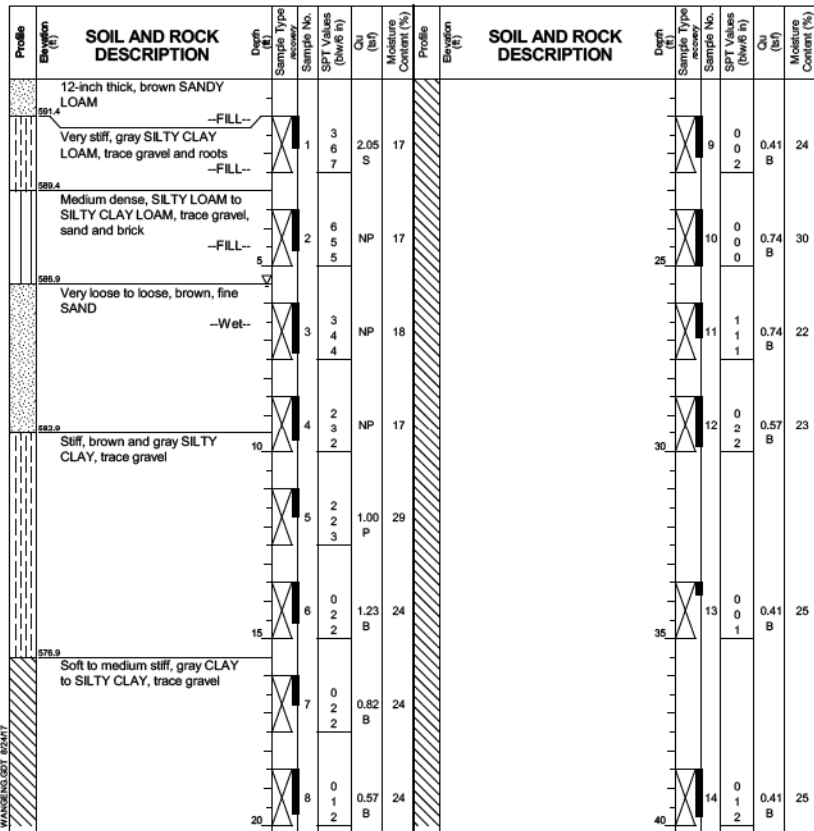 Profile
Elevation (ft)
SOIL AND ROCK DESCRIPTION
Depth (ft)
Sample Type
recovery
Sample No.
SPT Values (blw/6 in)
Qu (tsf)
Moisture Content (%)
Profile
Elevation (ft)
SOIL AND ROCK DESCRIPTION
Depth (ft)
Sample Type
recovery
Sample No.
SPT Values (blw/6 in)
Qu (tsf)
Moisture Content (%)
12-inch thick, brown SANDY
LOAM
--FILL--
591.4
Very stiff, gray SILTY CLAY
LOAM, trace gravel and roots
--FILL--
1
3
6
7
2.05
S
17
589.4
Medium dense, SILTY LOAM to
SILTY CLAY LOAM, trace gravel,
sand and brick
--FILL--
5
2
6
5
5
NP
17
586.9
Very loose to loose, brown, fine
SAND
--Wet--
3
3
4
4
NP
18
4
2
3
2
NP
17
582.9
Stiff, brown and gray SILTY
CLAY, trace gravel
10
5
2
2
3
1.00
P
29
6
0
2
2
1.23
B
24
15
576.9
Soft to medium stiff, gray CLAY
to SILTY CLAY, trace gravel
7
0
2
2
0.82
B
24
8
0
1
2
0.57
B
24
20
9
0
0
2
0.41
B
24
10
0
0
0
0.74
B
30
25
11
1
1
1
0.74
B
22
12
0
2
2
0.57
B
23
30
13
0
0
1
0.41
B
25
35
14
0
1
2
0.41
B
25
40
WANGENG.GDT 8/24/17